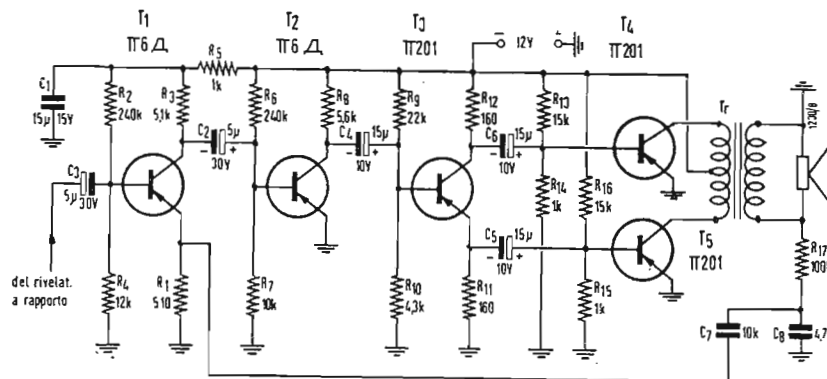 T1
П6 Д
T2
П6 Д
T3
П201
12V
T4
П201
R5
1k
C1
15μ 15V
R2
240k
R3
5,1k
C2 5μ
30V
R6
240k
R8
5,6k
C4 15μ
10V
R9
22k
R12
160
C6 15μ
10V
R13
15k
Tr
C3
5μ 30V
R14
1k
R16
15k
C5 15μ
10V
T5
П201
del rivelat.
a rapporto
R4
12k
R1
510
R7
10k
R10
4,3k
R11
160
R15
1k
R17
100
C7 10k
C8 4,7